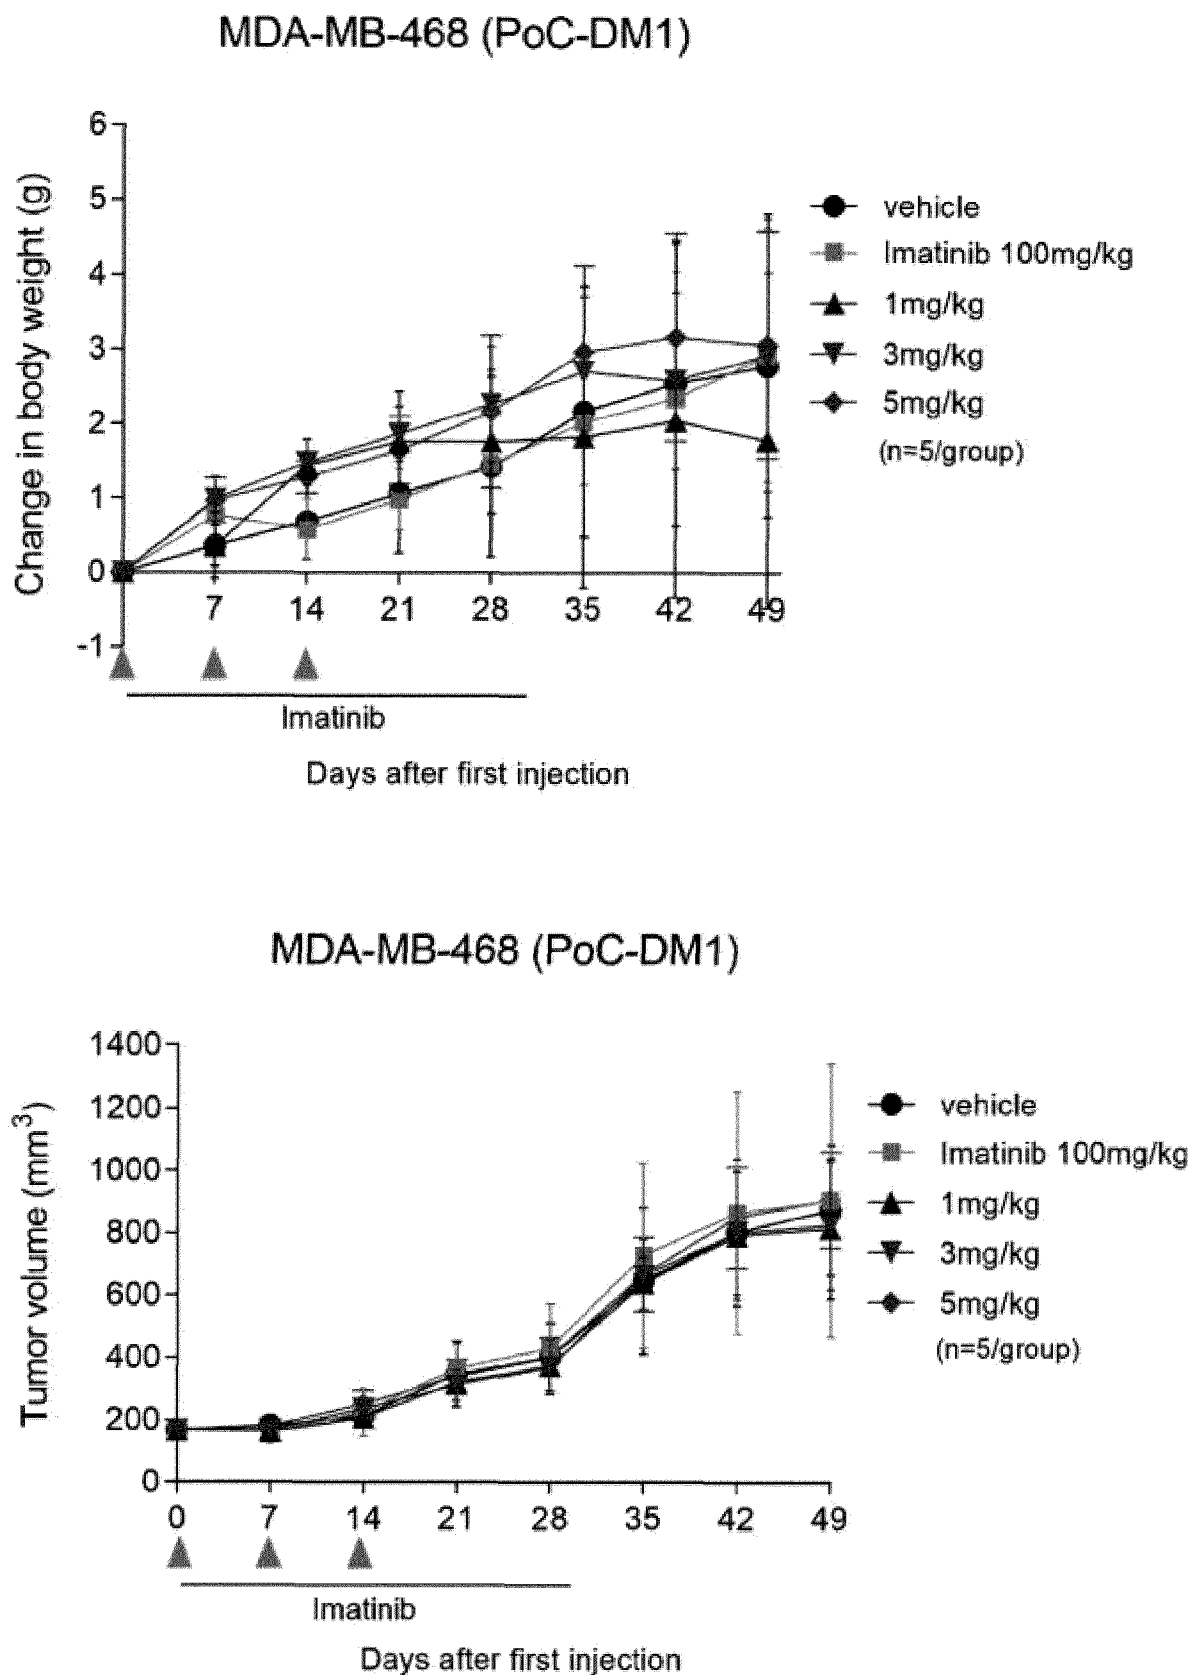 MDA-MB-468 (PoC-DM1)
6
5
4
3
2
1
0
-1
Change in body weight (g)
7 14 21 28 35 42 49
Imatinib
Days after first injection
vehicle
Imatinib 100mg/kg
1mg/kg
3mg/kg
5mg/kg
(n=5/group)
MDA-MB-468 (PoC-DM1)
1400
1200
1000
800
600
400
200
0
Tumor volume (mm³)
0 7 14 21 28 35 42 49
Imatinib
Days after first injection
vehicle
Imatinib 100mg/kg
1mg/kg
3mg/kg
5mg/kg
(n=5/group)